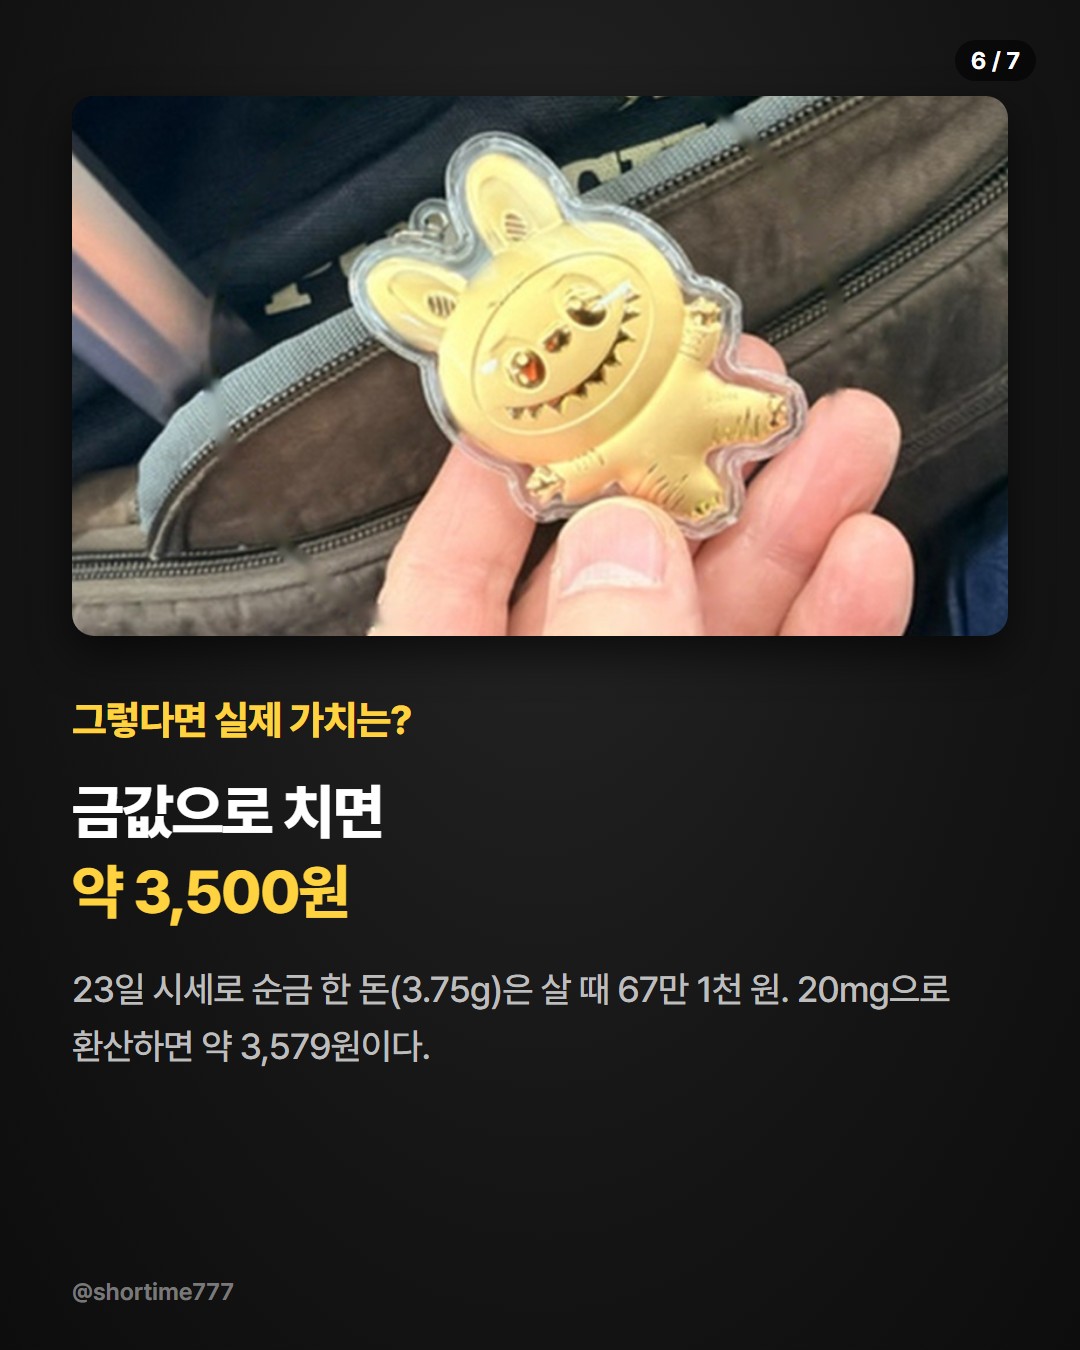 6 / 7
그렇다면 실제 가치는?
금값으로 치면
약 3,500원
23일 시세로 순금 한 돈(3.75g)은 살 때 67만 1천 원. 20mg으로
환산하면 약 3,579원이다.
@shortime777